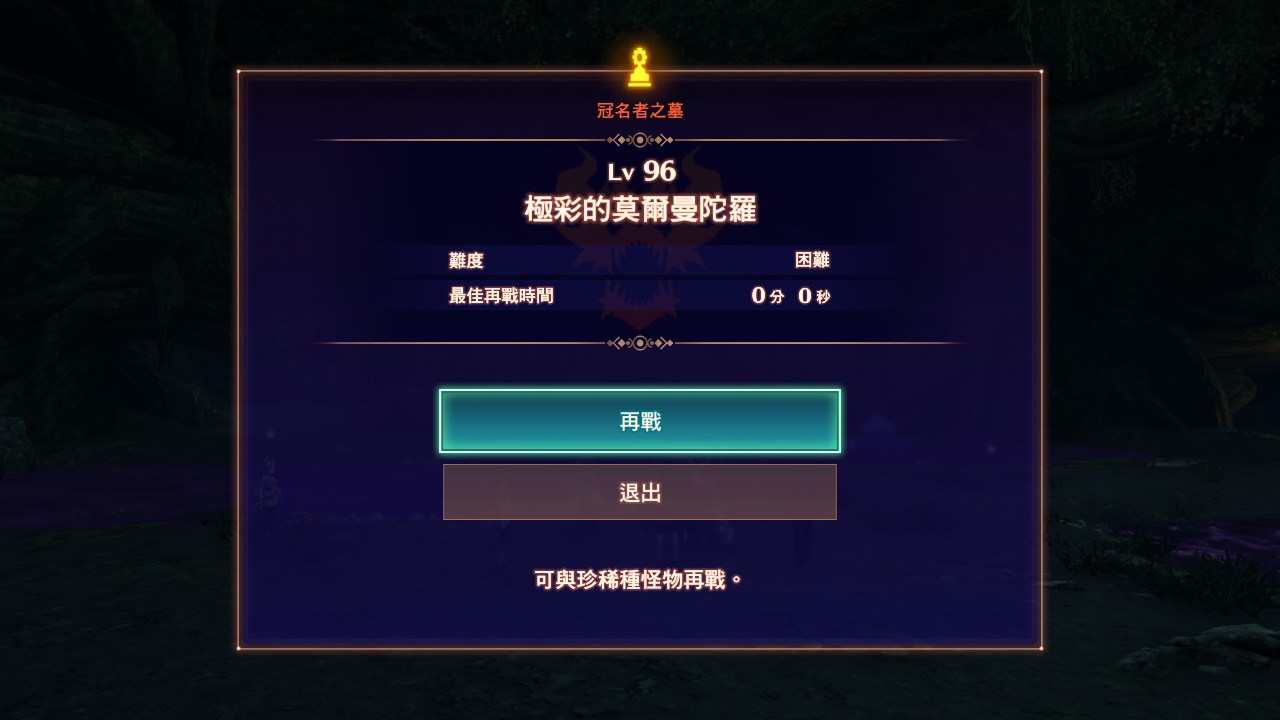 冠名者之墓
Lv 96
極彩的莫爾曼陀羅
難度 困難
最佳再戰時間 0分 0秒
再戰
退出
可與珍稀種怪物再戰。